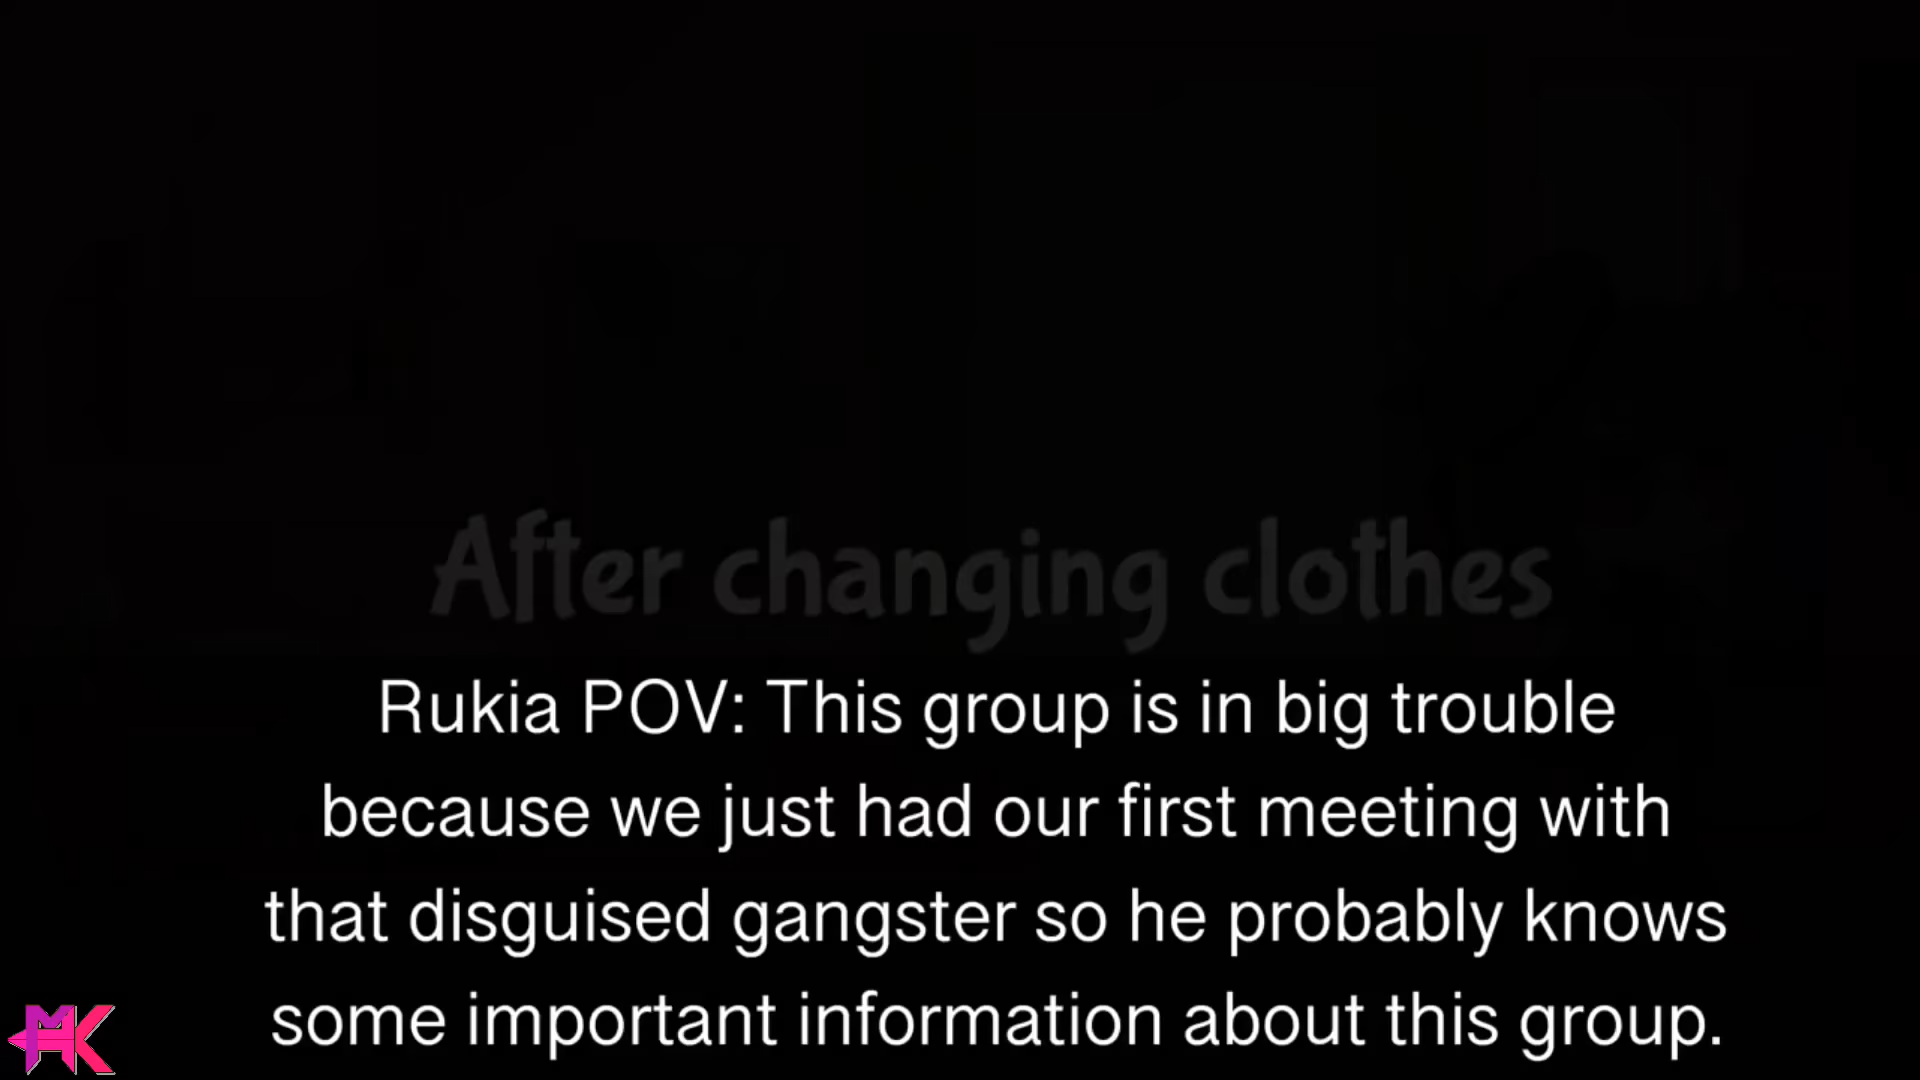 After changing clothes
Rukia POV: This group is in big trouble
because we just had our first meeting with
that disguised gangster so he probably knows
some important information about this group.
MK